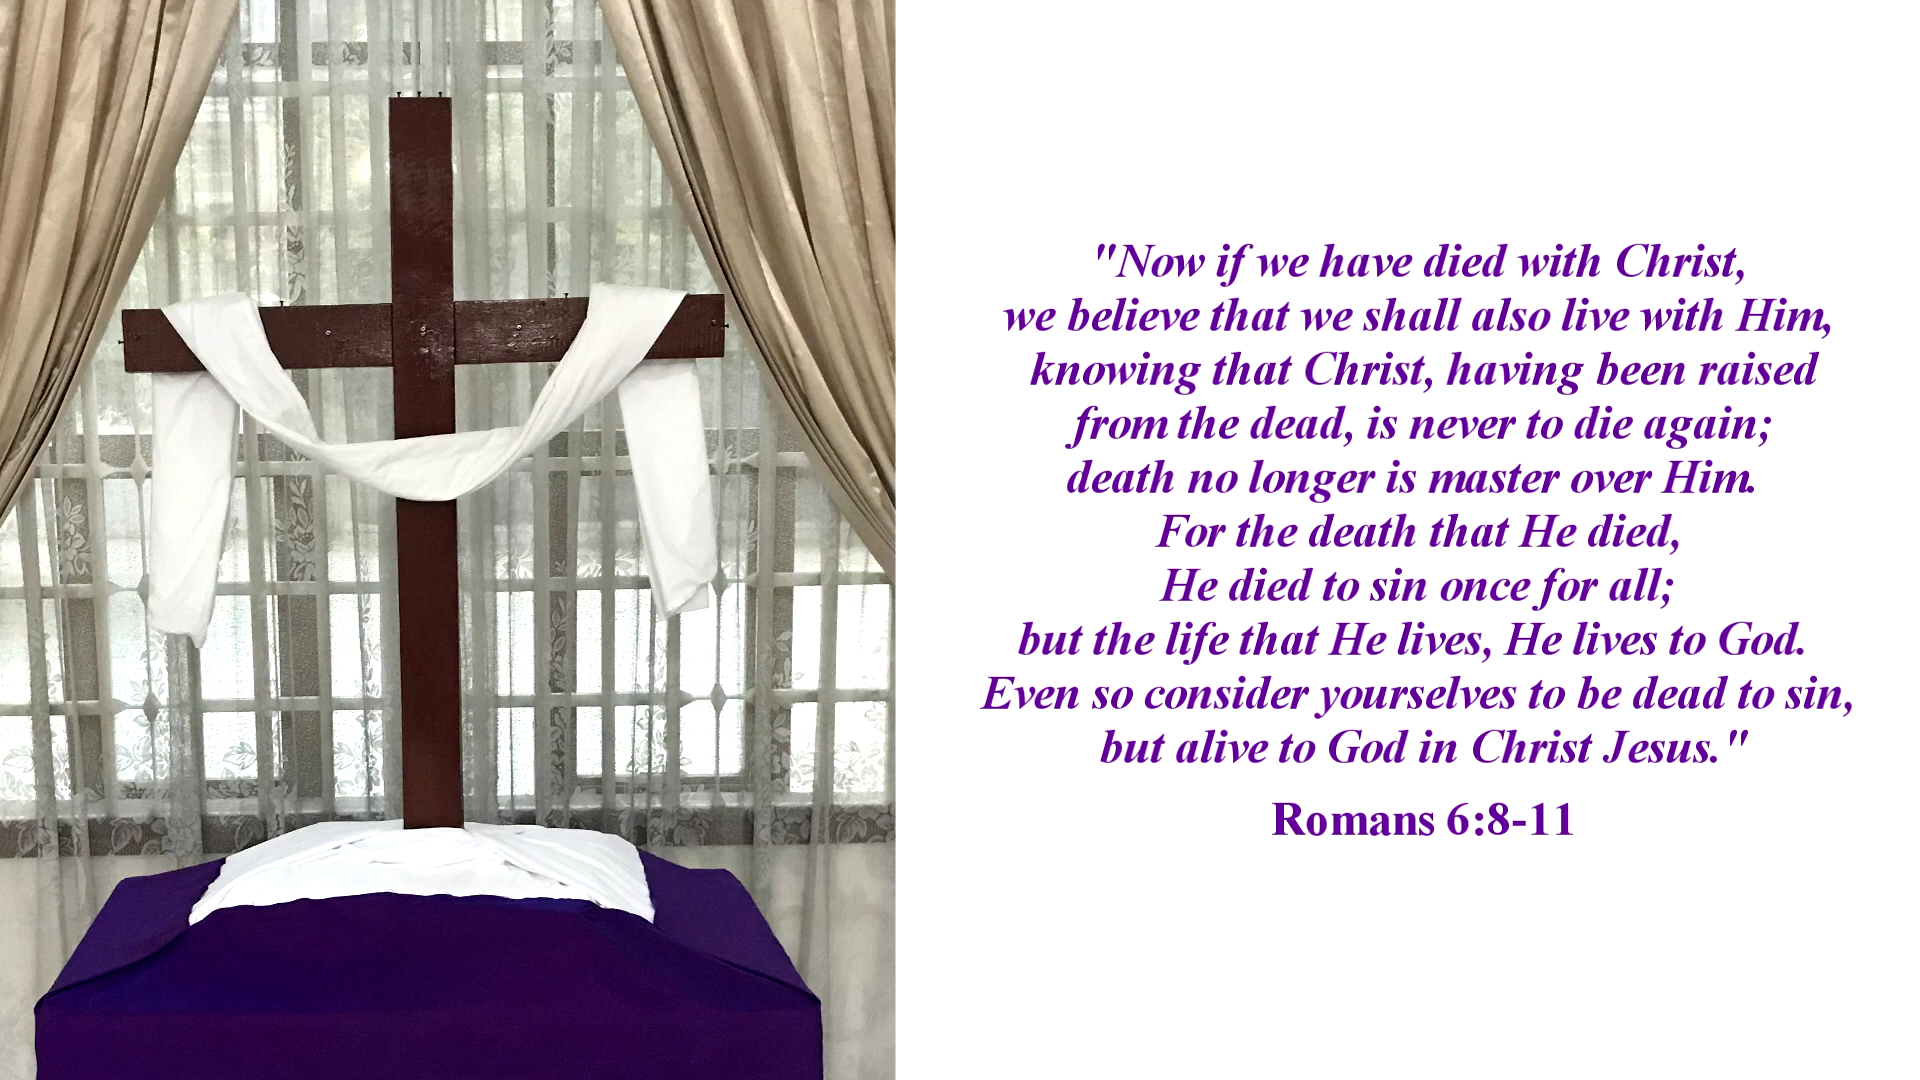 "Now if we have died with Christ,
we believe that we shall also live with Him,
knowing that Christ, having been raised
from the dead, is never to die again;
death no longer is master over Him.
For the death that He died,
He died to sin once for all;
but the life that He lives, He lives to God.
Even so consider yourselves to be dead to sin,
but alive to God in Christ Jesus."
Romans 6:8-11